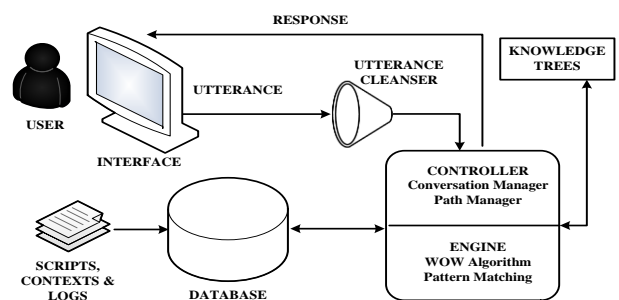 RESPONSE
KNOWLEDGE
TREES
UTTERANCE
CLEANSER
UTTERANCE
USER
INTERFACE
CONTROLLER
Conversation Manager
Path Manager
ENGINE
WOW Algorithm
Pattern Matching
SCRIPTS,
CONTEXTS &
LOGS
DATABASE